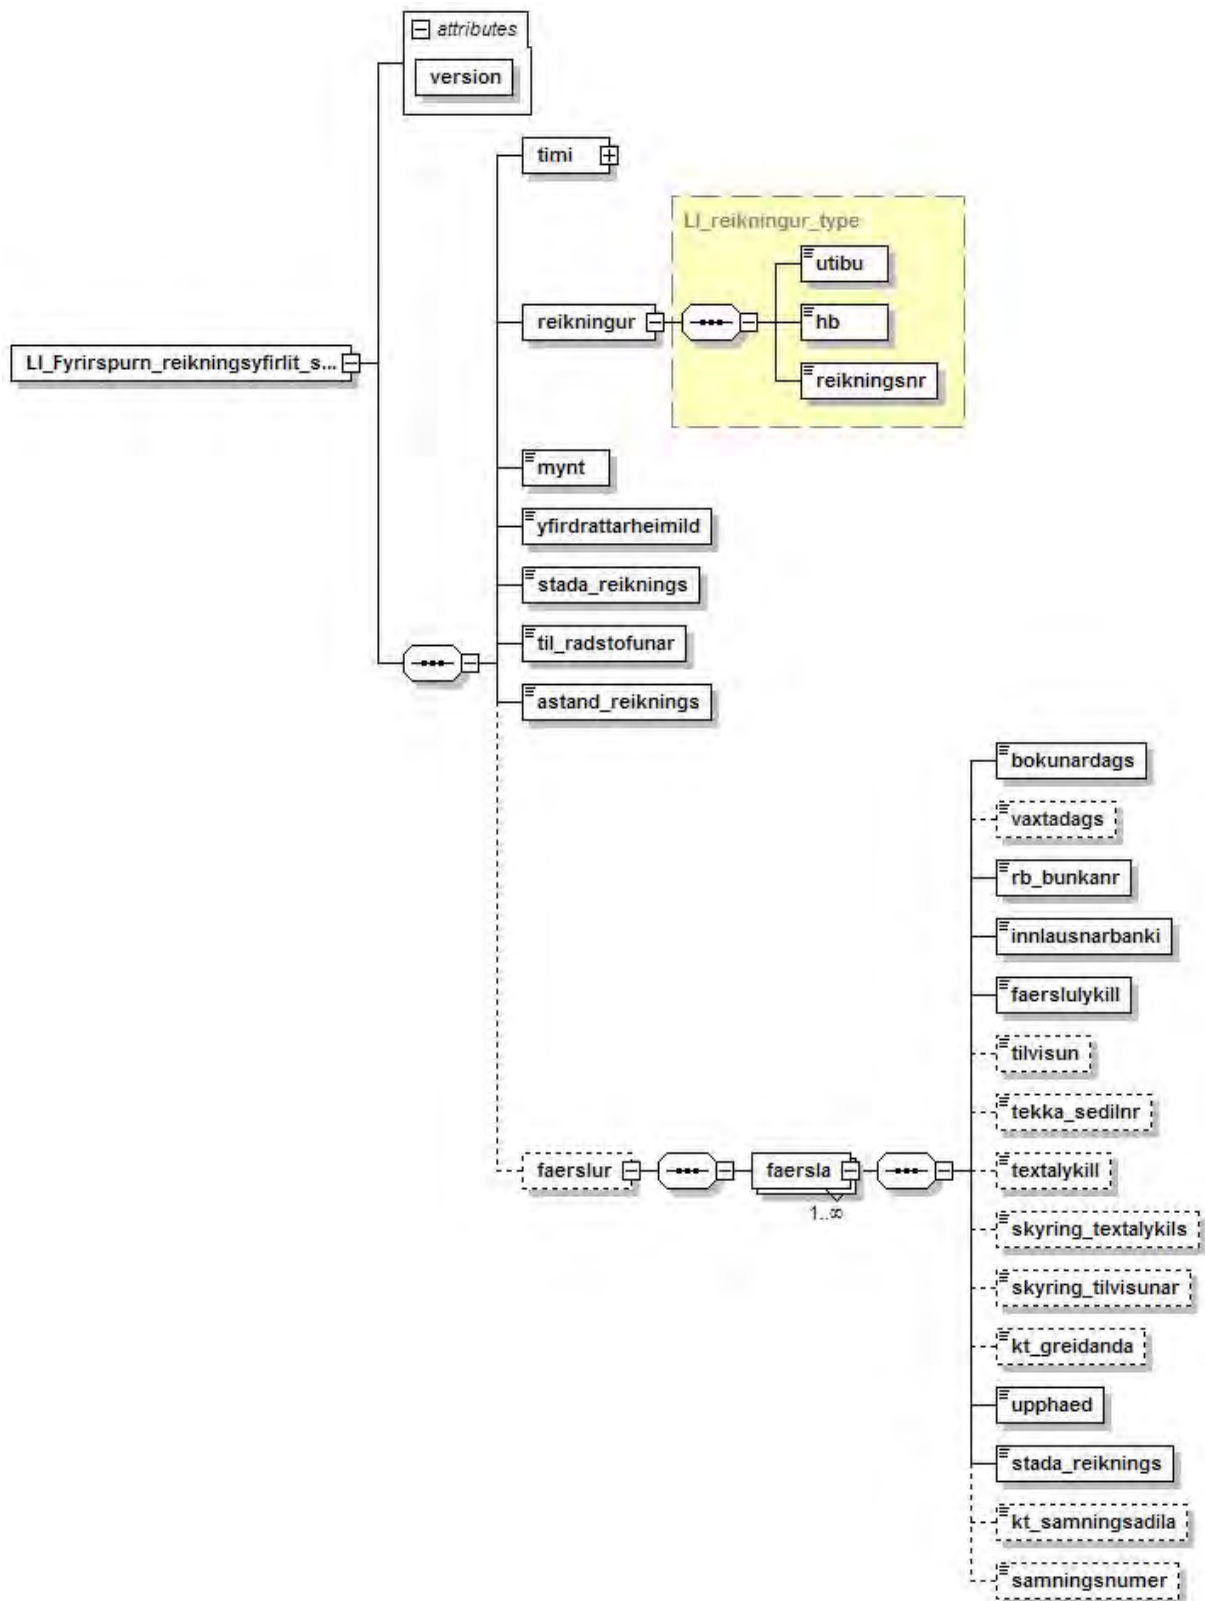 attributes
version
timi
LI_reikningur_type
utibu
reikningur
hb
LI_Fyrirspurn_reikningsyfirlit_s...
reikningsnr
mynt
yfirdrattarheimild
stada_reiknings
til_radstofunar
astand_reiknings
bokunardags
vaxtadags
rb_bunkanr
innlausnarbanki
faerslulykill
tilvisun
tekka_sedilnr
faerslur
faersla
textalykill
1..∞
skyring_textalykils
skyring_tilvisunar
kt_greidanda
upphaed
stada_reiknings
kt_samningsadila
samningsnumer